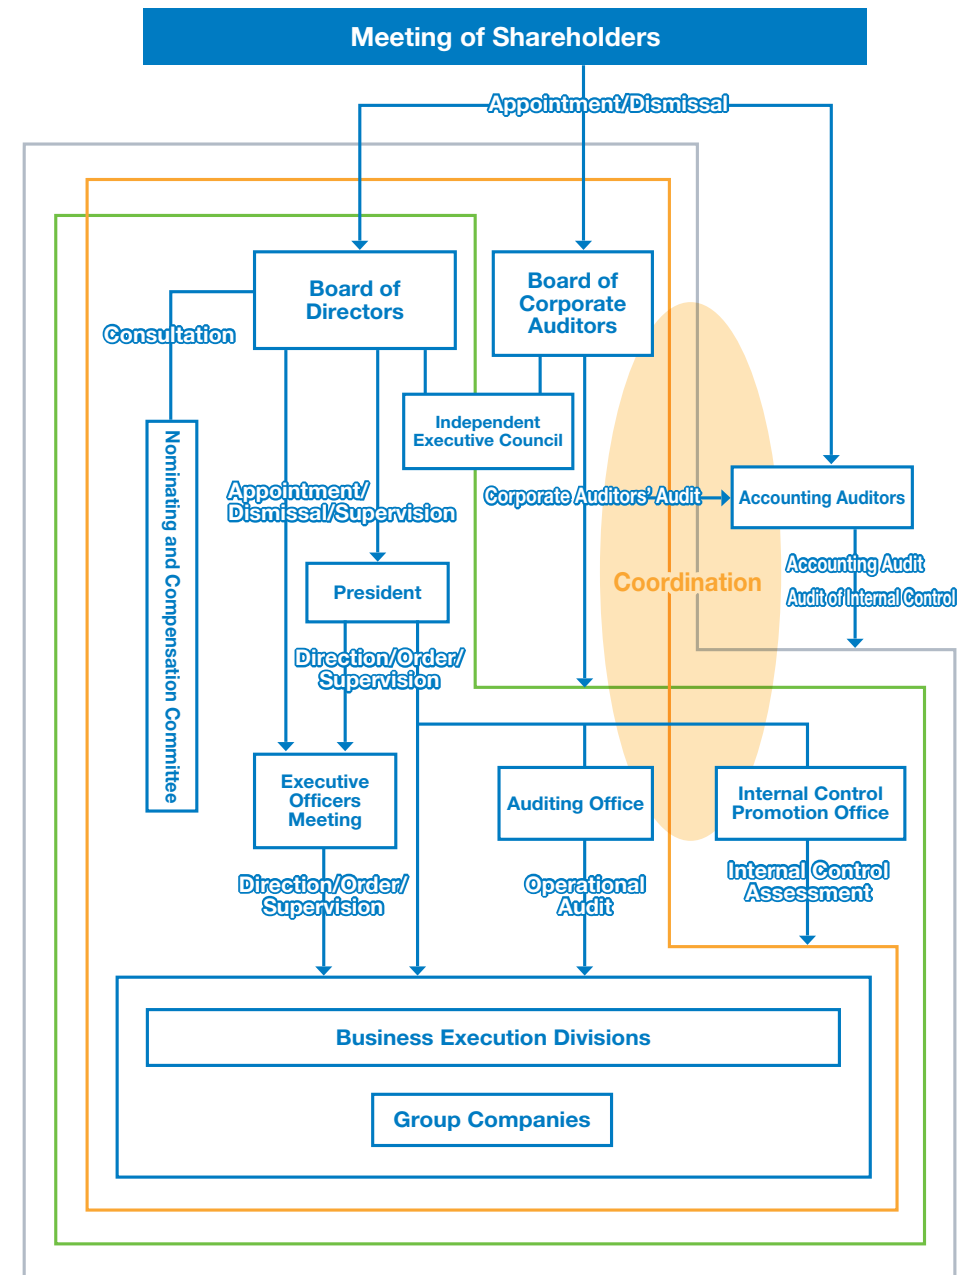 Meeting of Shareholders
Appointment/Dismissal
Board of
Directors
Board of
Corporate
Auditors
Consultation
Independent
Executive Council
Nominating and Compensation Committee
Appointment/
Dismissal/Supervision
Corporate Auditors' Audit
Accounting Auditors
Accounting Audit
Audit of Internal Control
Coordination
President
Direction/Order/
Supervision
Executive
Officers
Meeting
Auditing Office
Internal Control
Promotion Office
Direction/Order/
Supervision
Operational
Audit
Internal Control
Assessment
Business Execution Divisions
Group Companies